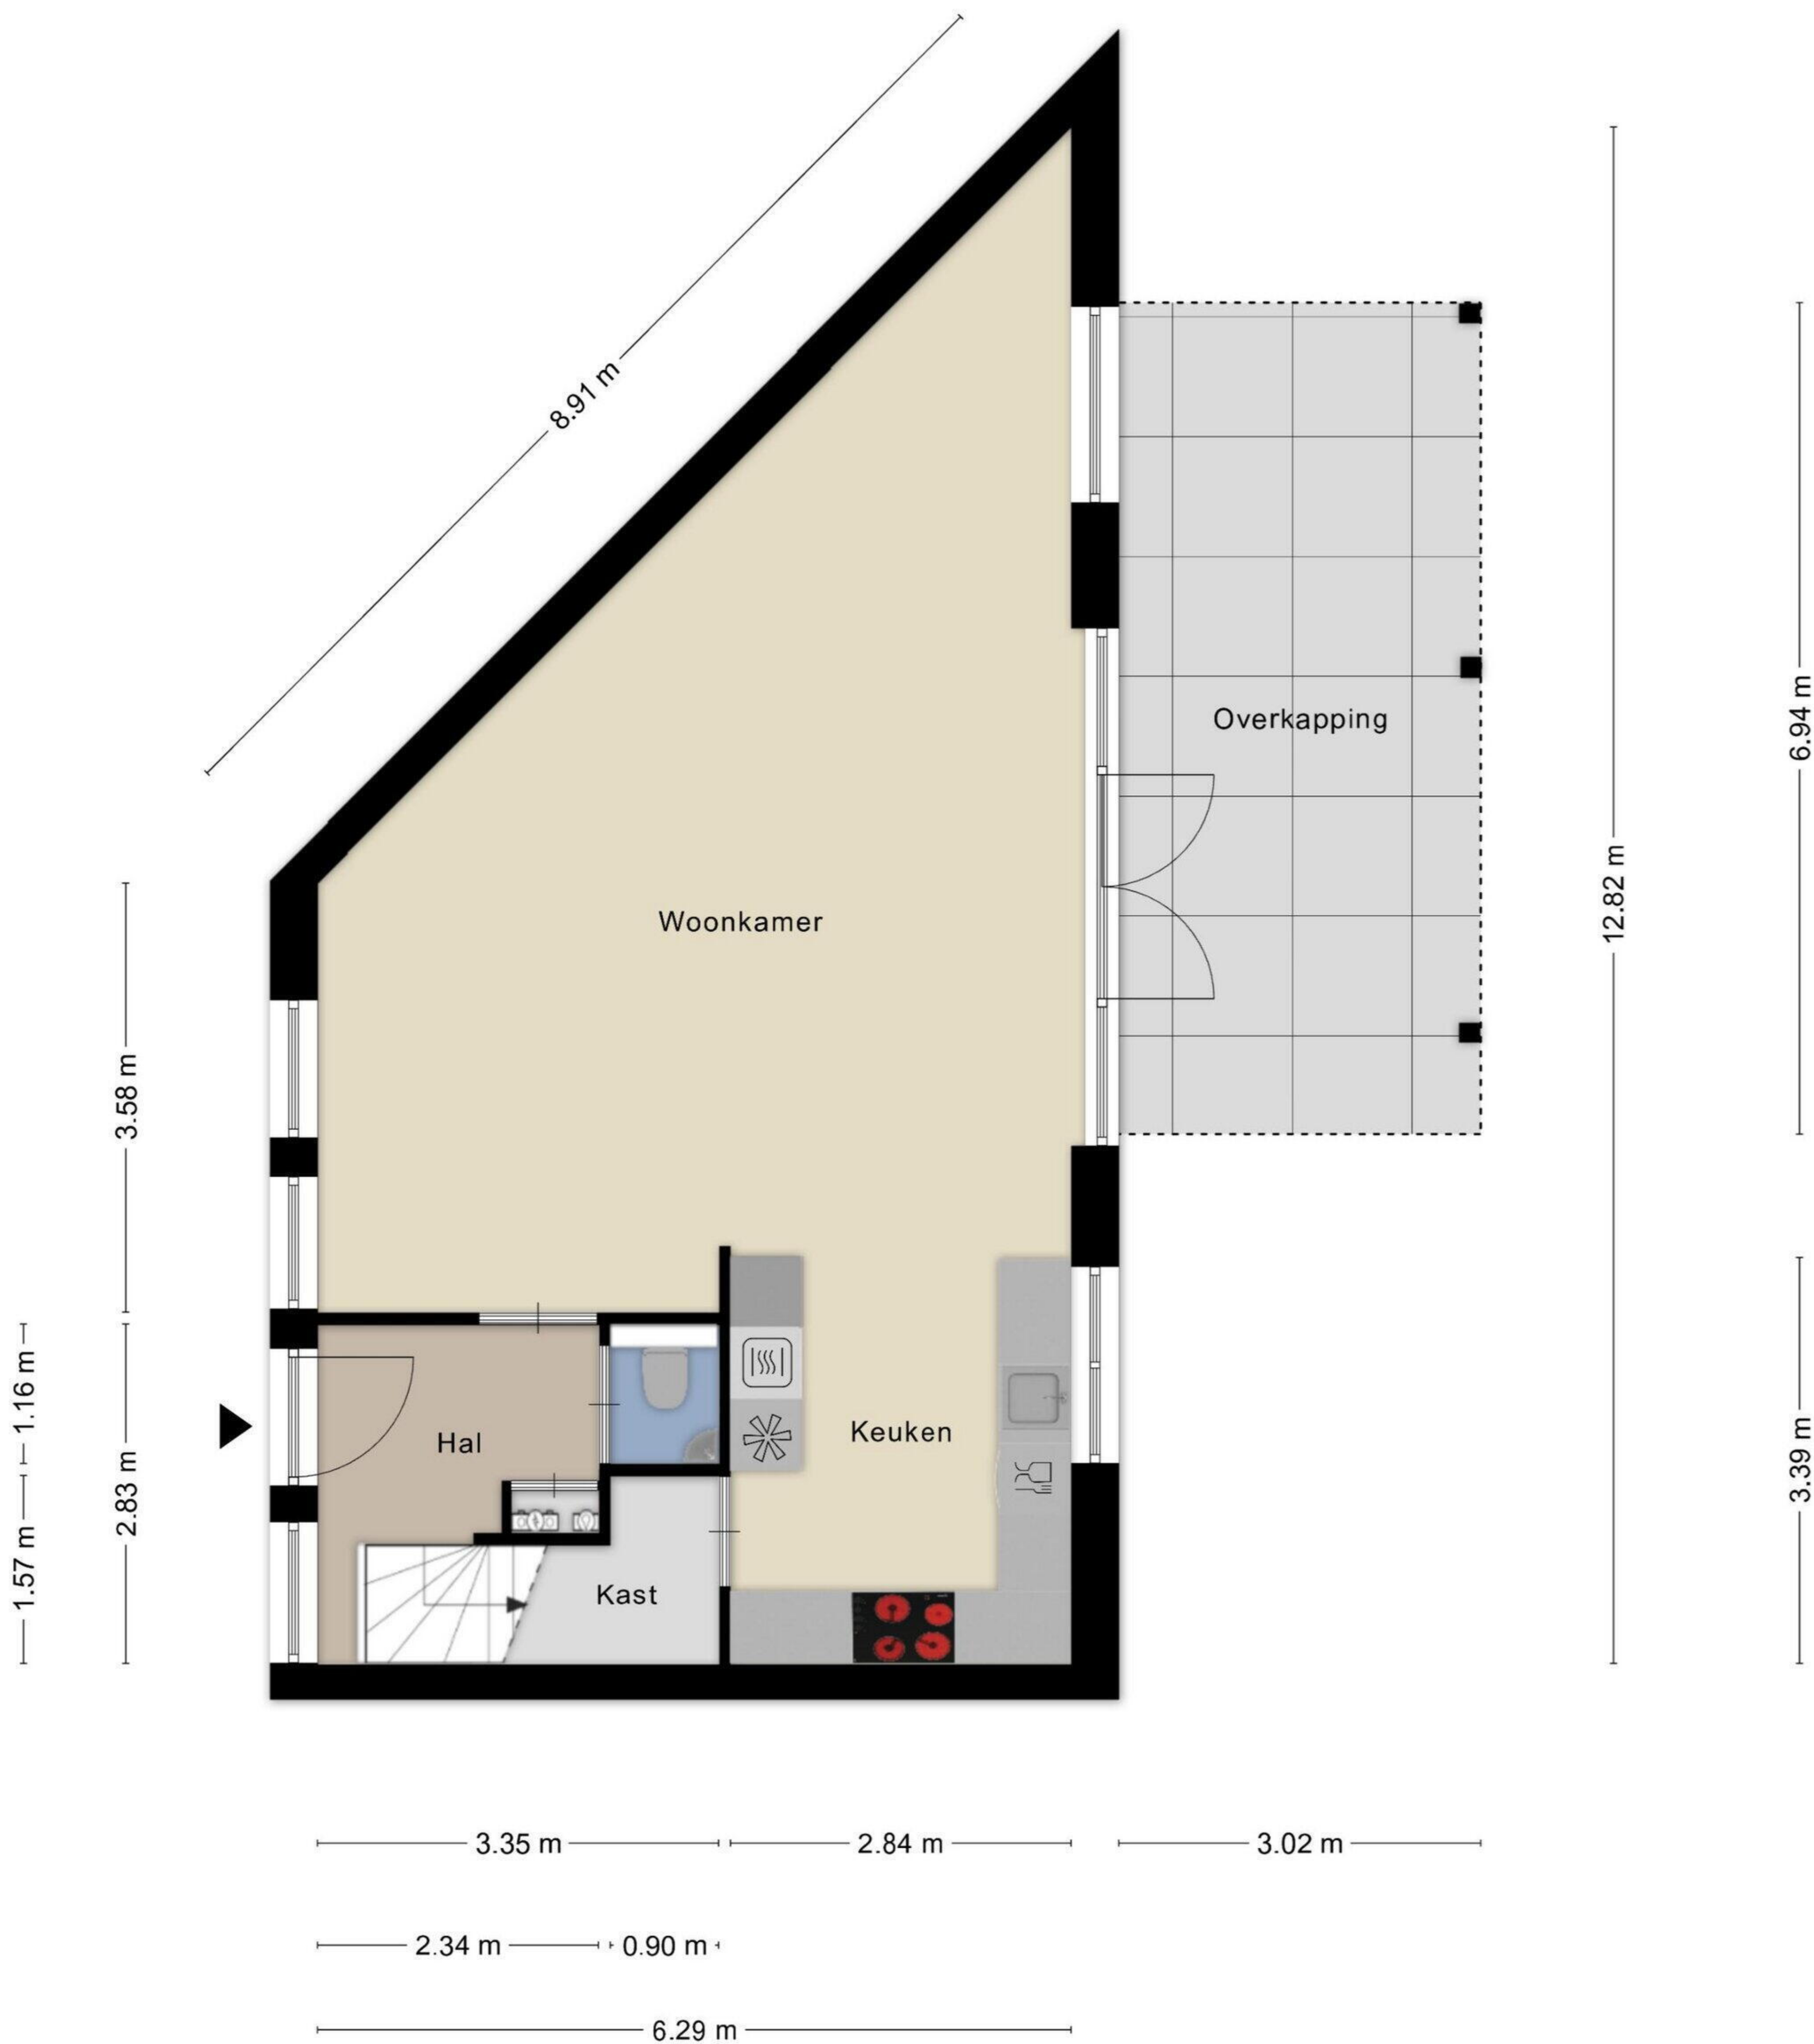 8.91 m
Overkapping
6.94 m
12.82 m
Woonkamer
3.58 m
1.16 m
Hal
Keuken
2.83 m
3.39 m
1.57 m
Kast
3.35 m
2.84 m
3.02 m
2.34 m
0.90 m
6.29 m